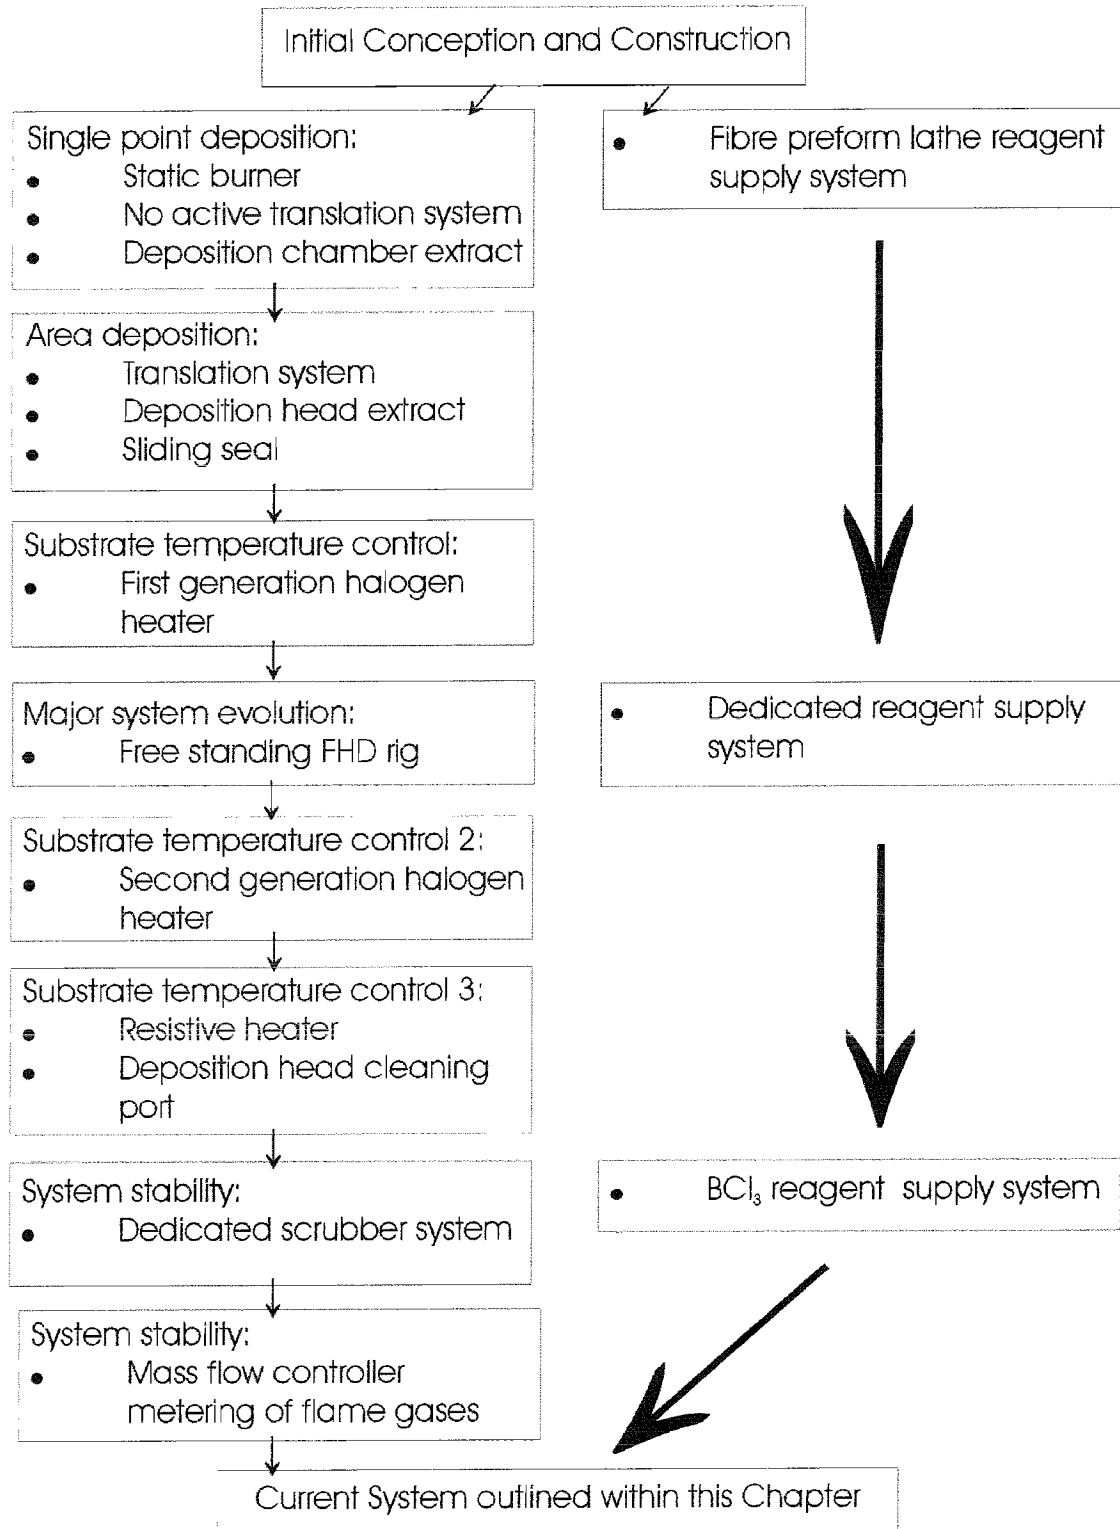 Initial Conception and Construction
Single point deposition:
• Static burner
• No active translation system
• Deposition chamber extract
Area deposition:
• Translation system
• Deposition head extract
• Sliding seal
Substrate temperature control:
• First generation halogen
heater
Major system evolution:
• Free standing FHD rig
Substrate temperature control 2:
• Second generation halogen
heater
Substrate temperature control 3:
• Resistive heater
• Deposition head cleaning
port
System stability:
• Dedicated scrubber system
System stability:
• Mass flow controller
metering of flame gases
• Fibre preform lathe reagent
supply system
• Dedicated reagent supply
system
• BCl₃ reagent supply system
Current System outlined within this Chapter